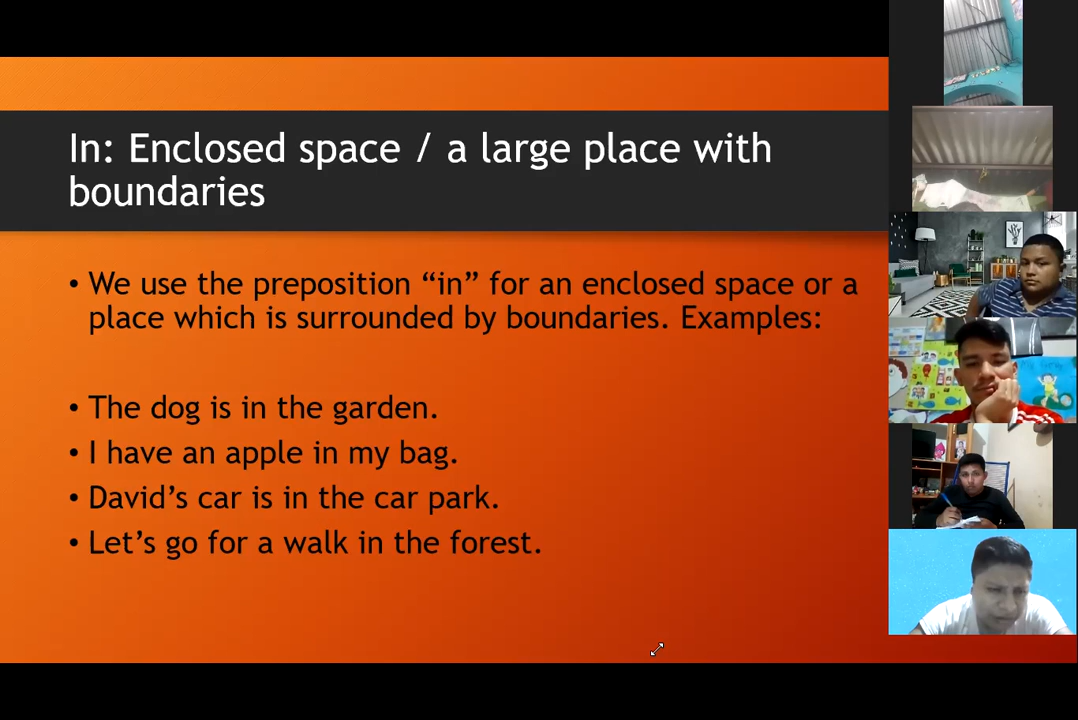 In: Enclosed space / a large place with
boundaries
• We use the preposition “in” for an enclosed space or a
place which is surrounded by boundaries. Examples:
• The dog is in the garden.
• I have an apple in my bag.
• David’s car is in the car park.
• Let’s go for a walk in the forest.